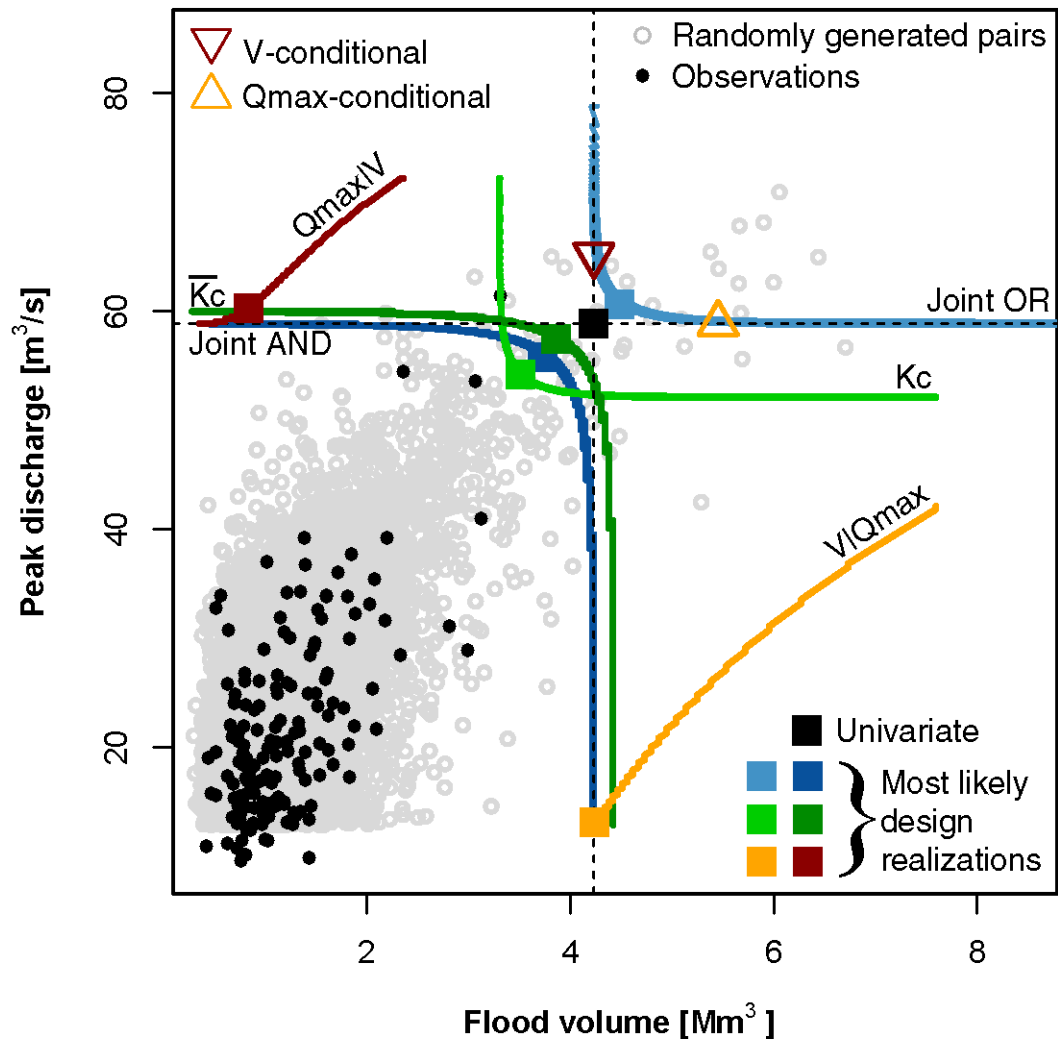 V-conditional
Qmax-conditional
Randomly generated pairs
Observations
80
60
40
20
Peak discharge [m³/s]
Qmax|V
K̅c
Joint AND
Joint OR
Kc
V|Qmax
Univariate
Most likely
design
realizations
2
4
6
8
Flood volume [Mm³ ]